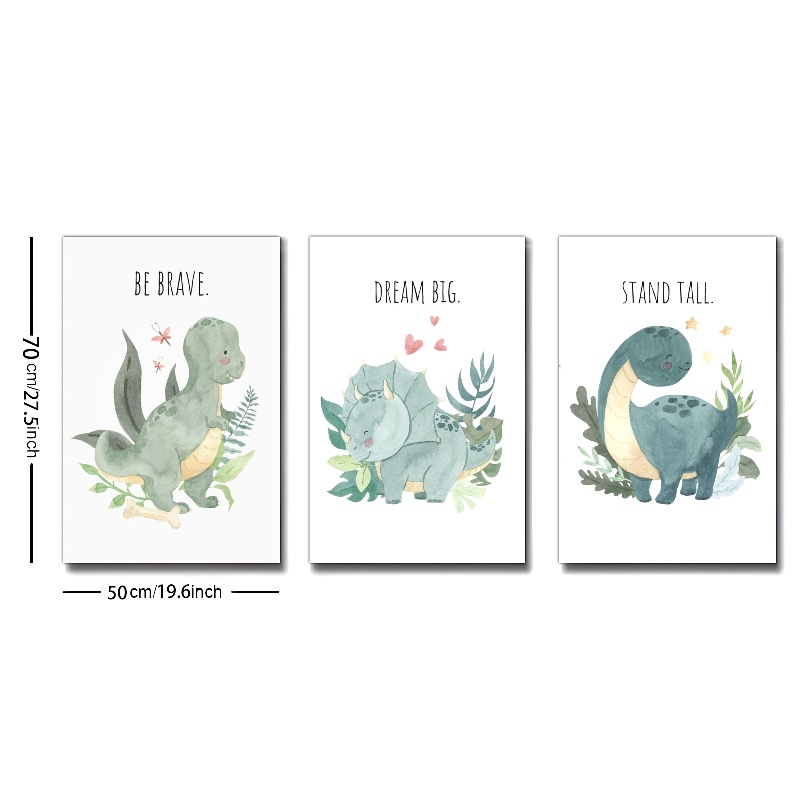 BE BRAVE.
DREAM BIG.
STAND TALL.
70cm/27.5inch
50cm/19.6inch